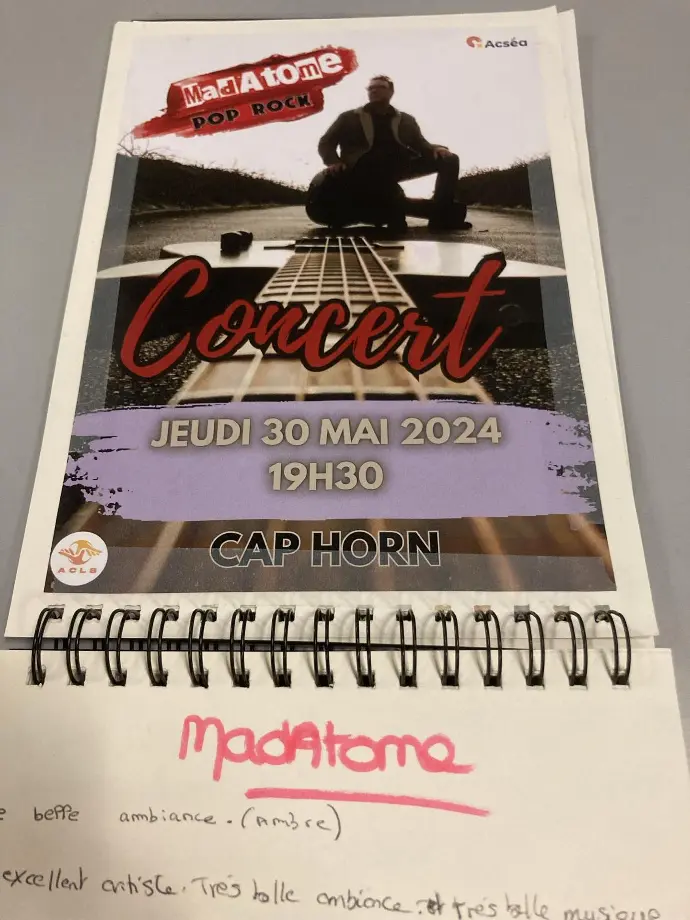 Acséa
MadAtome
POP ROCK
Concert
JEUDI 30 MAI 2024
19H30
CAP HORN
ACLS
MadAtome
belle ambiance. (Ambre)
excellent artiste. Très belle ambiance. et très belle musique